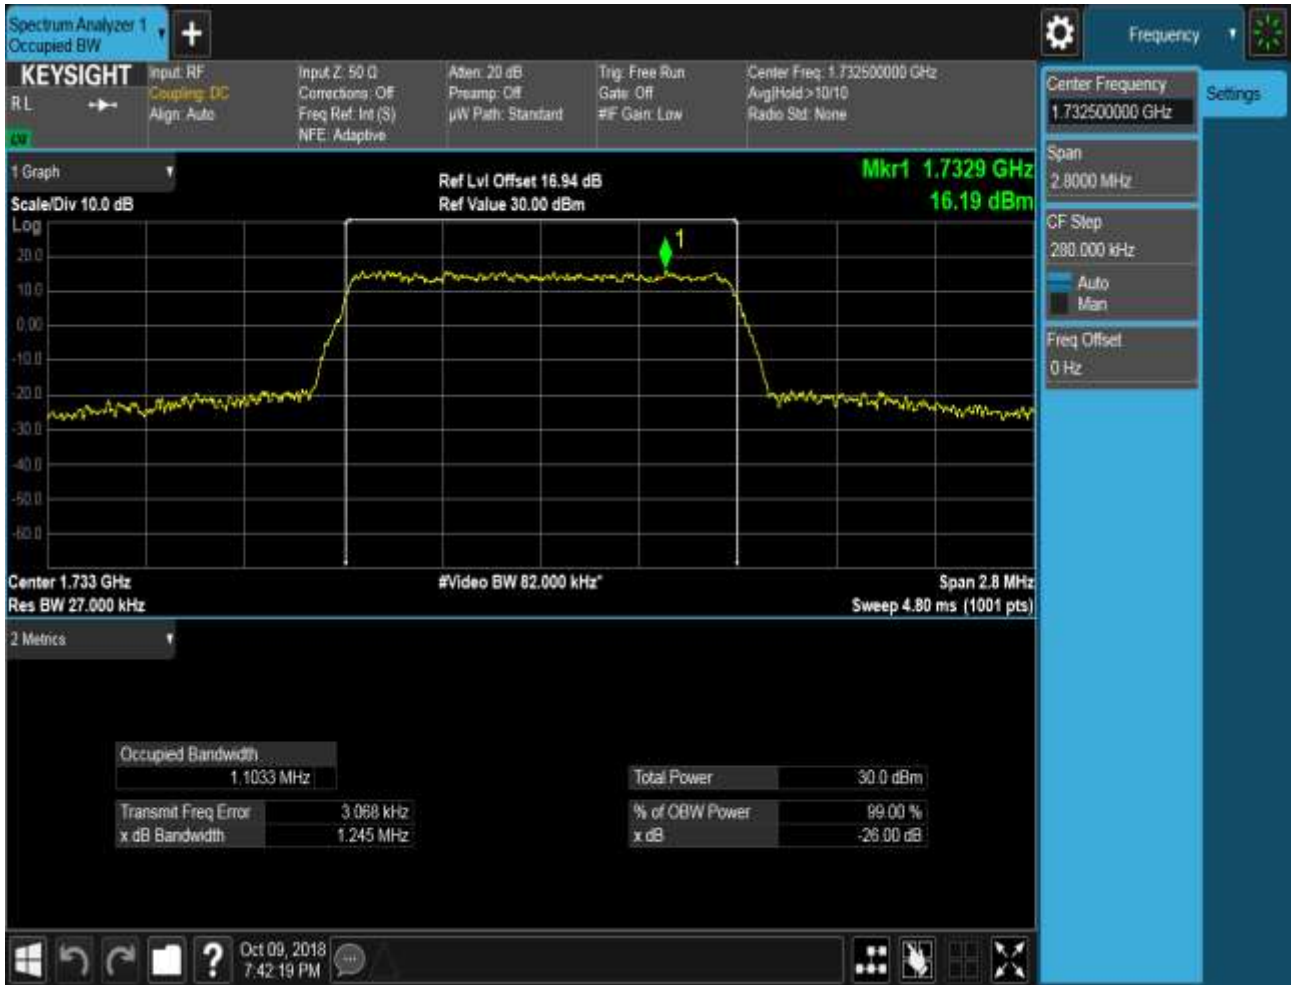 Spectrum Analyzer 1
Occupied BW
Frequency
KEYSIGHT
RL
Input: RF
Coupling: DC
Align: Auto
Input Z: 50 Ω
Corrections: Off
Freq Ref: Int (S)
NFE: Adaptive
Atten: 20 dB
Preamp: Off
µW Path: Standard
Trig: Free Run
Gate: Off
#IF Gain: Low
Center Freq: 1.732500000 GHz
Avg|Hold:>10/10
Radio Std: None
Center Frequency
1.732500000 GHz
Settings
Span
2.8000 MHz
CF Step
280.000 kHz
Auto
Man
Freq Offset
0 Hz
1 Graph
Scale/Div 10.0 dB
Ref Lvl Offset 16.94 dB
Ref Value 30.00 dBm
Mkr1 1.7329 GHz
16.19 dBm
Log
20.0
10.0
0.00
-10.0
-20.0
-30.0
-40.0
-50.0
-60.0
1
Center 1.733 GHz
Res BW 27.000 kHz
#Video BW 82.000 kHz*
Span 2.8 MHz
Sweep 4.80 ms (1001 pts)
2 Metrics
Occupied Bandwidth
1.1033 MHz
Transmit Freq Error 3.068 kHz
x dB Bandwidth 1.245 MHz
Total Power 30.0 dBm
% of OBW Power 99.00 %
x dB -26.00 dB
?
Oct 09, 2018
7:42:19 PM